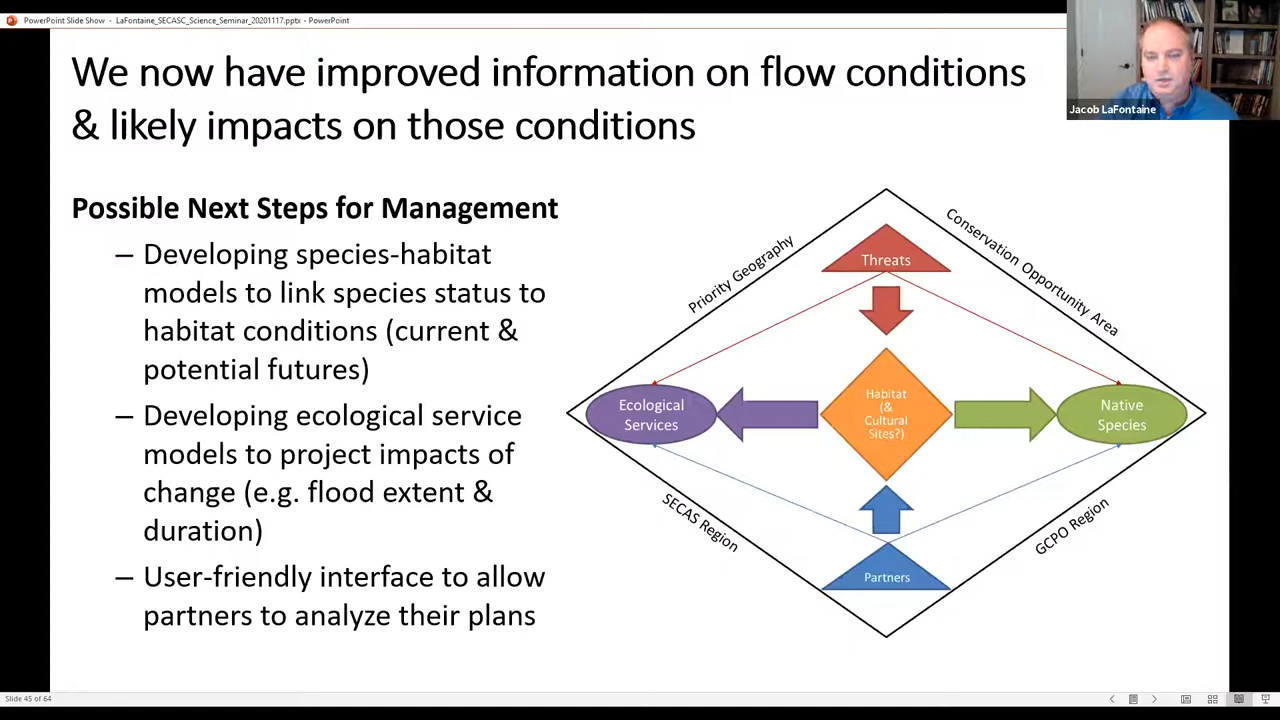 PowerPoint Slide Show - LaFontaine_SECASC_Science_Seminar_20201117.pptx - PowerPoint
Jacob LaFontaine
We now have improved information on flow conditions
& likely impacts on those conditions
Possible Next Steps for Management
– Developing species-habitat
models to link species status to
habitat conditions (current &
potential futures)
– Developing ecological service
models to project impacts of
change (e.g. flood extent &
duration)
– User-friendly interface to allow
partners to analyze their plans
Priority Geography
Conservation Opportunity Area
Threats
Ecological
Services
Habitat
(&
Cultural
Sites?)
Native
Species
SECAS Region
GCPO Region
Partners
Slide 45 of 64